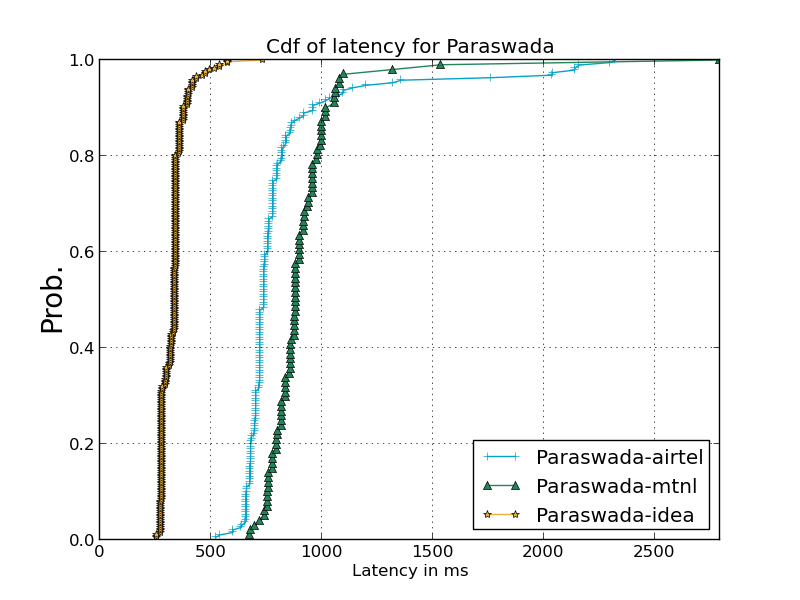 Cdf of latency for Paraswada
Prob.
1.0
0.8
0.6
0.4
0.2
0.0
0 500 1000 1500 2000 2500
Latency in ms
Paraswada-airtel
Paraswada-mtnl
Paraswada-idea